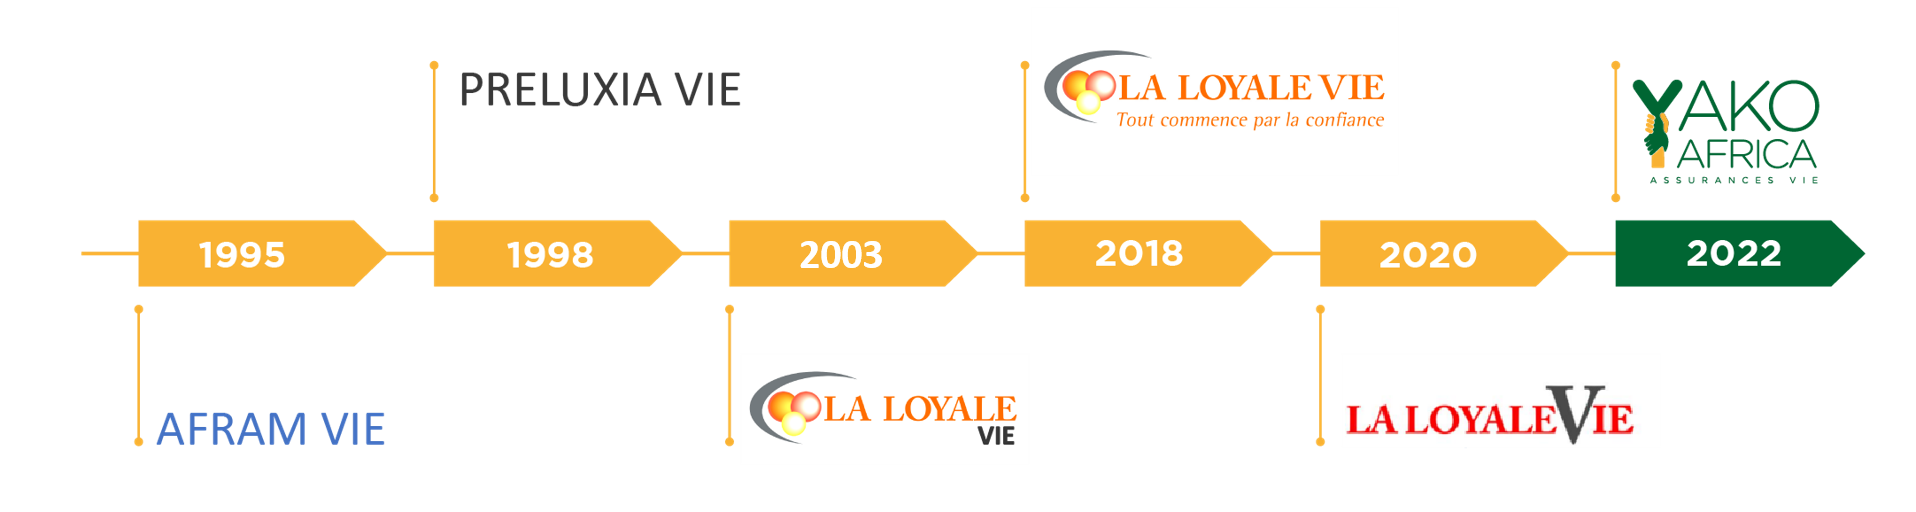 PRELUXIA VIE
LA LOYALE VIE
Tout commence par la confiance
YAKO
AFRICA
ASSURANCES VIE
1995
1998
2003
2018
2020
2022
AFRAM VIE
LA LOYALE
VIE
LA LOYALE VIE